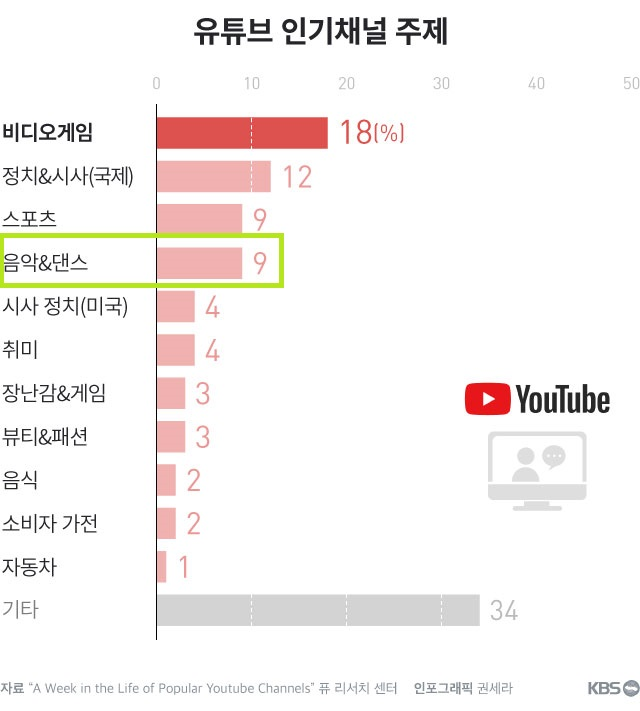 유튜브 인기채널 주제
0 10 20 30 40 50
비디오게임 18(%)
정치&시사(국제) 12
스포츠 9
음악&댄스 9
시사 정치(미국) 4
취미 4
장난감&게임 3
뷰티&패션 3
음식 2
소비자 가전 2
자동차 1
기타 34
YouTube
자료 “A Week in the Life of Popular Youtube Channels” 퓨 리서치 센터 인포그래픽 권세라 KBS